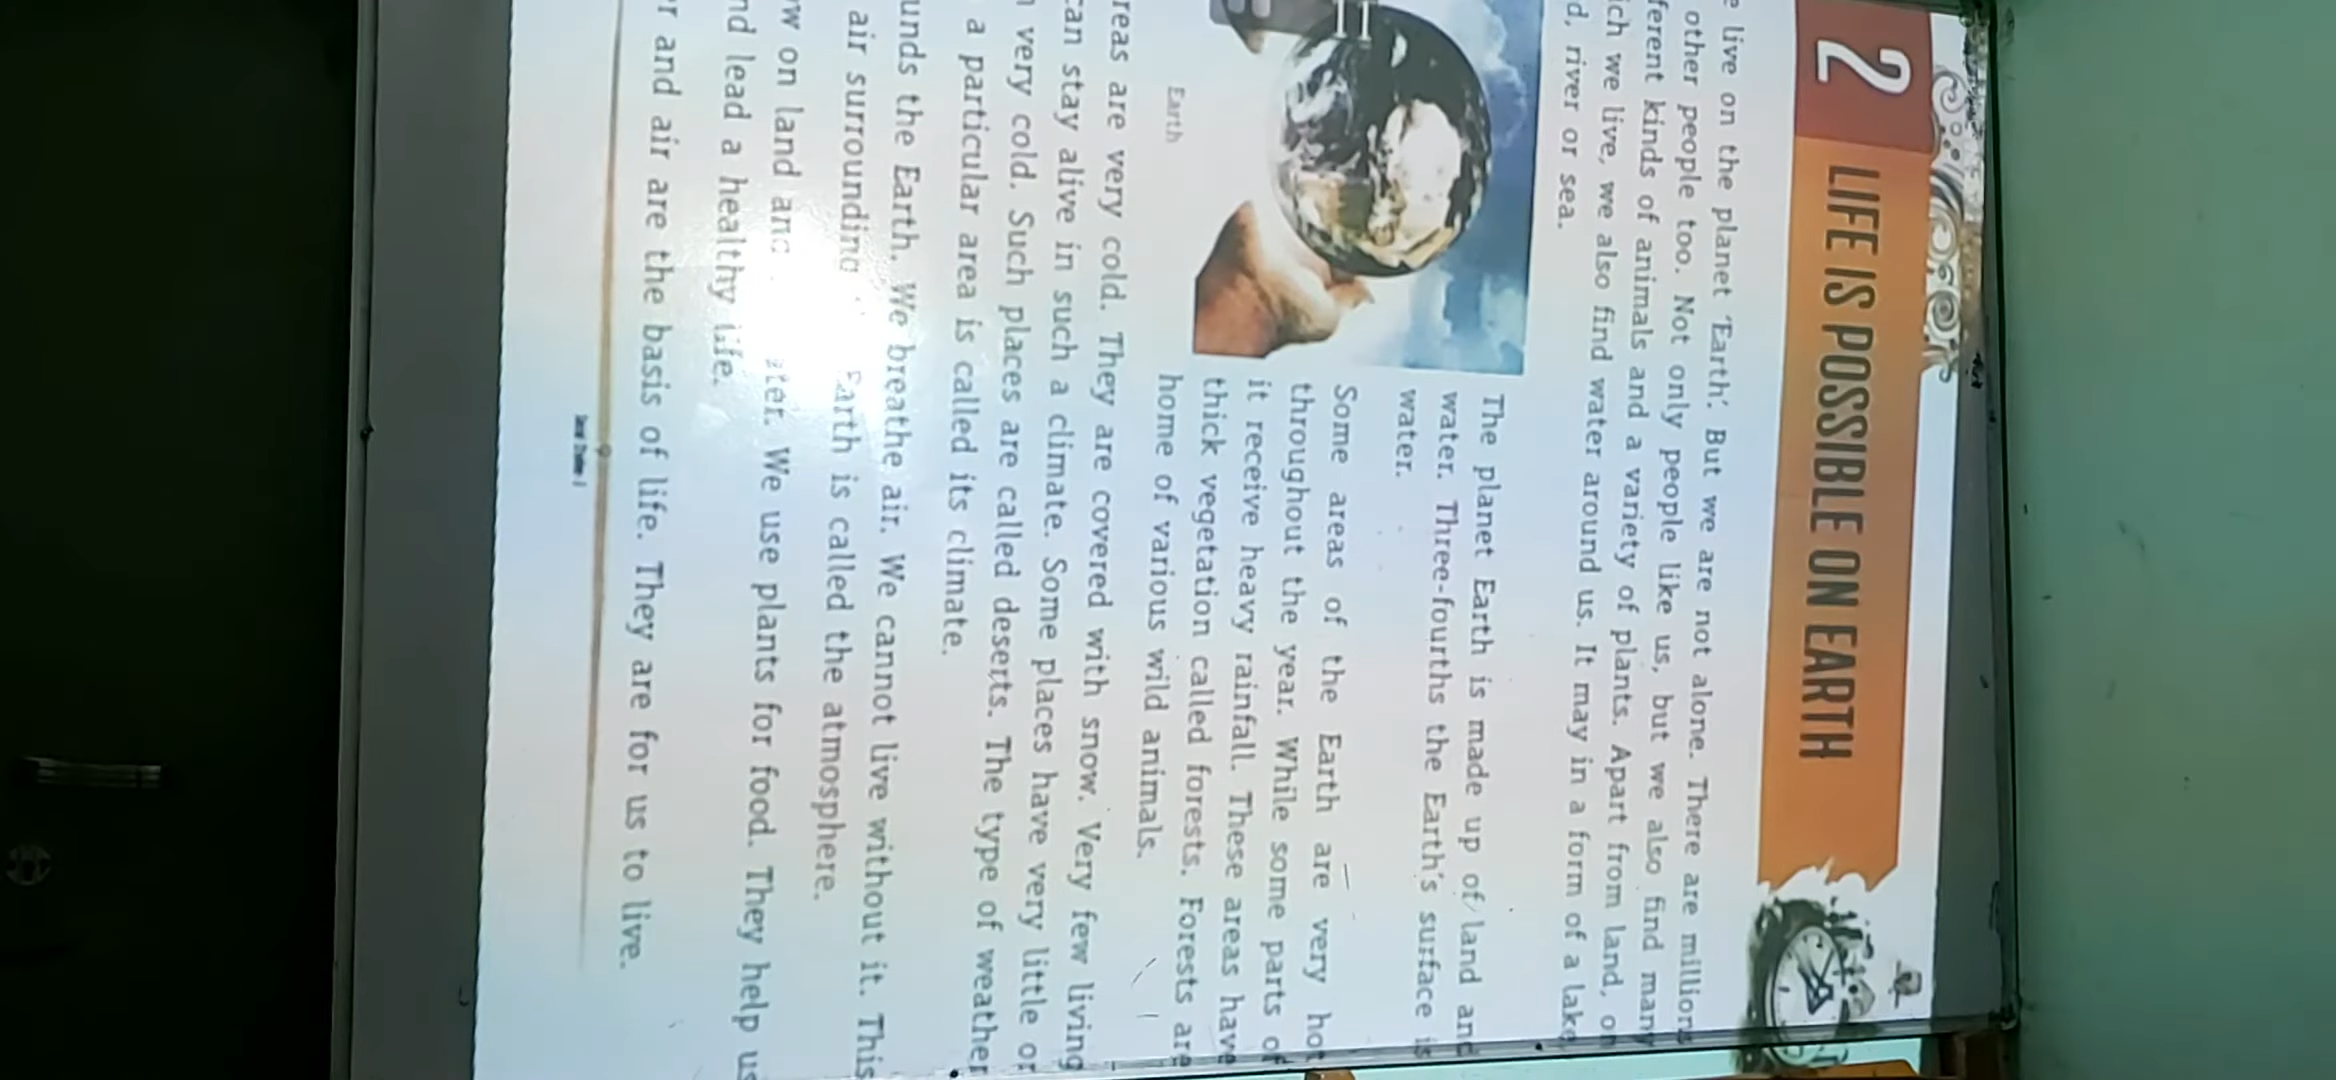 2 LIFE IS POSSIBLE ON EARTH
live on the planet 'Earth'. But we are not alone. There are millions
other people too. Not only people like us, but we also find many
ferent kinds of animals and a variety of plants. Apart from land, on
ich we live, we also find water around us. It may in a form of a lake,
d, river or sea.
Earth
The planet Earth is made up of land and
water. Three-fourths the Earth's surface is
water.
Some areas of the Earth are very hot
throughout the year. While some parts of
it receive heavy rainfall. These areas have
thick vegetation called forests. Forests are
home of various wild animals.
reas are very cold. They are covered with snow. Very few living
can stay alive in such a climate. Some places have very little or
very cold. Such places are called deserts. The type of weather
a particular area is called its climate.
unds the Earth. We breathe air. We cannot live without it. This
air surrounding Earth is called the atmosphere.
ow on land and ater. We use plants for food. They help us
nd lead a healthy life.
r and air are the basis of life. They are for us to live.
9